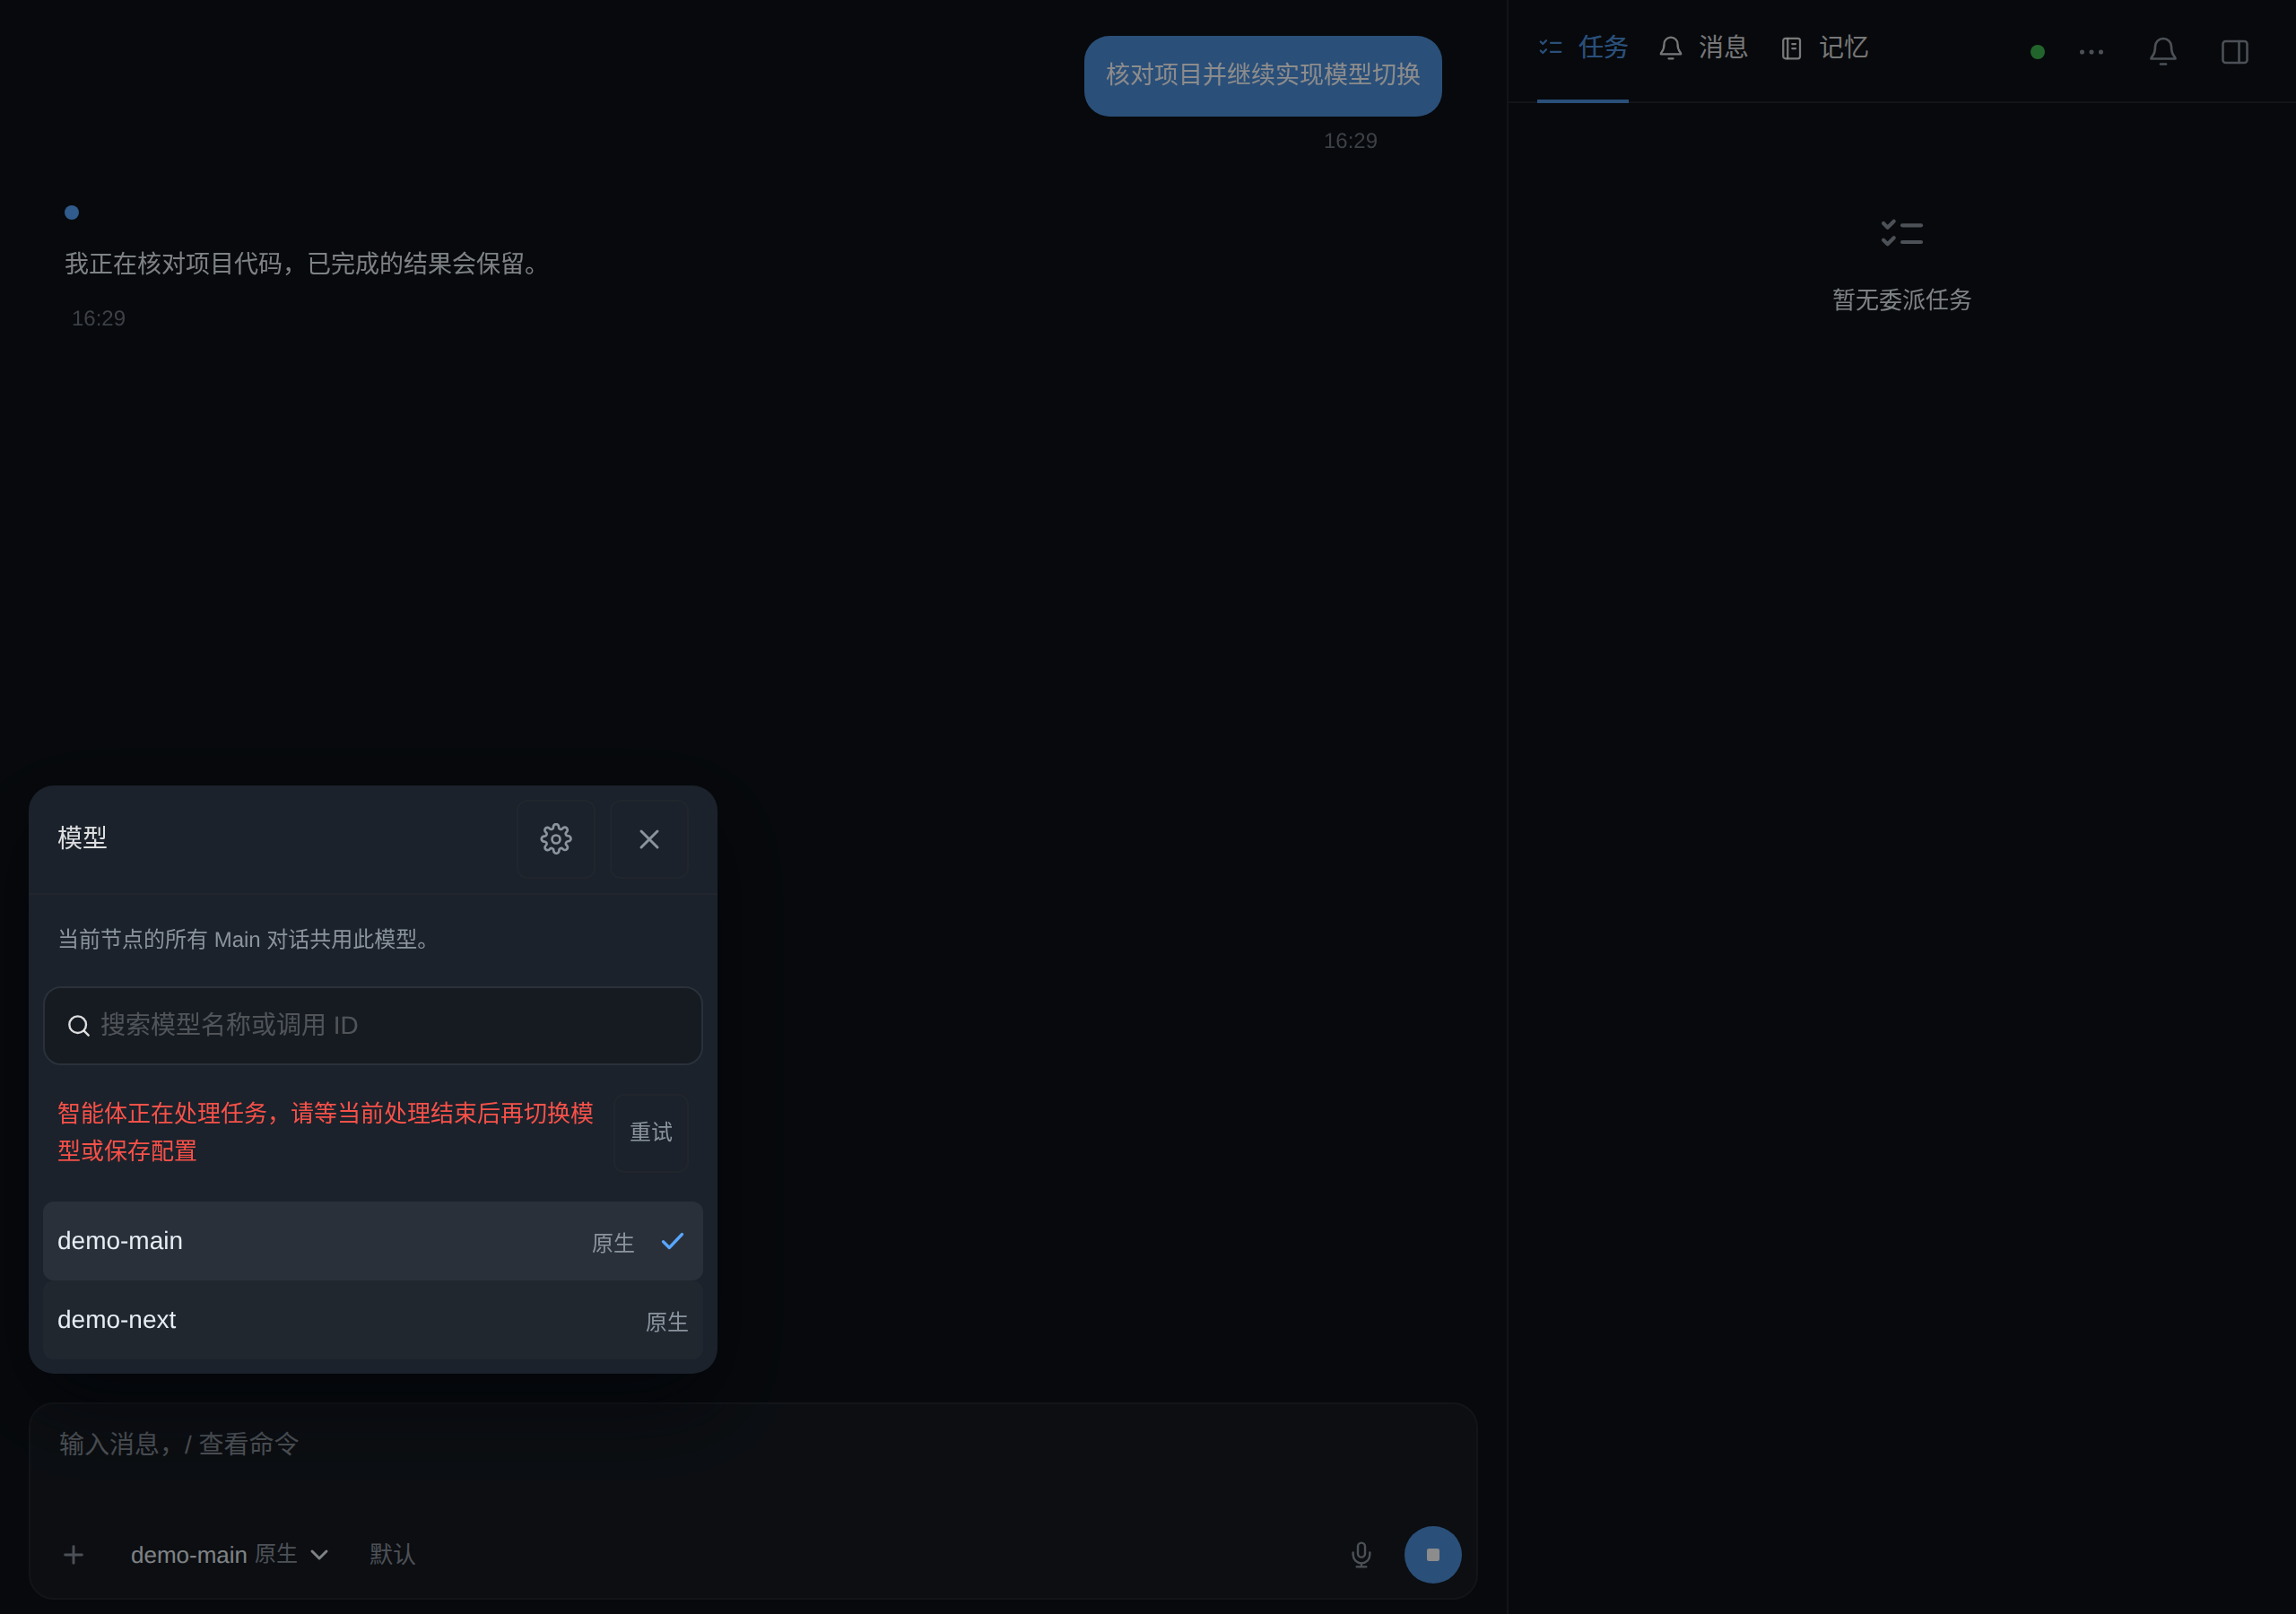 核对项目并继续实现模型切换
16:29
我正在核对项目代码，已完成的结果会保留。
16:29
任务
消息
记忆
暂无委派任务
模型
当前节点的所有 Main 对话共用此模型。
搜索模型名称或调用 ID
智能体正在处理任务，请等当前处理结束后再切换模
型或保存配置
重试
demo-main 原生
demo-next 原生
输入消息，/ 查看命令
demo-main 原生
默认